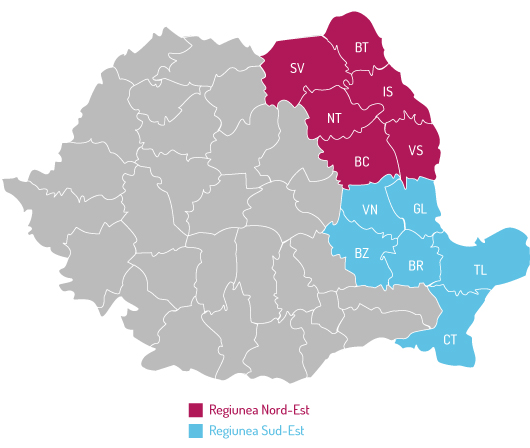 BT
SV
IS
NT
VS
BC
VN
GL
BZ
BR
TL
CT
Regiunea Nord-Est
Regiunea Sud-Est